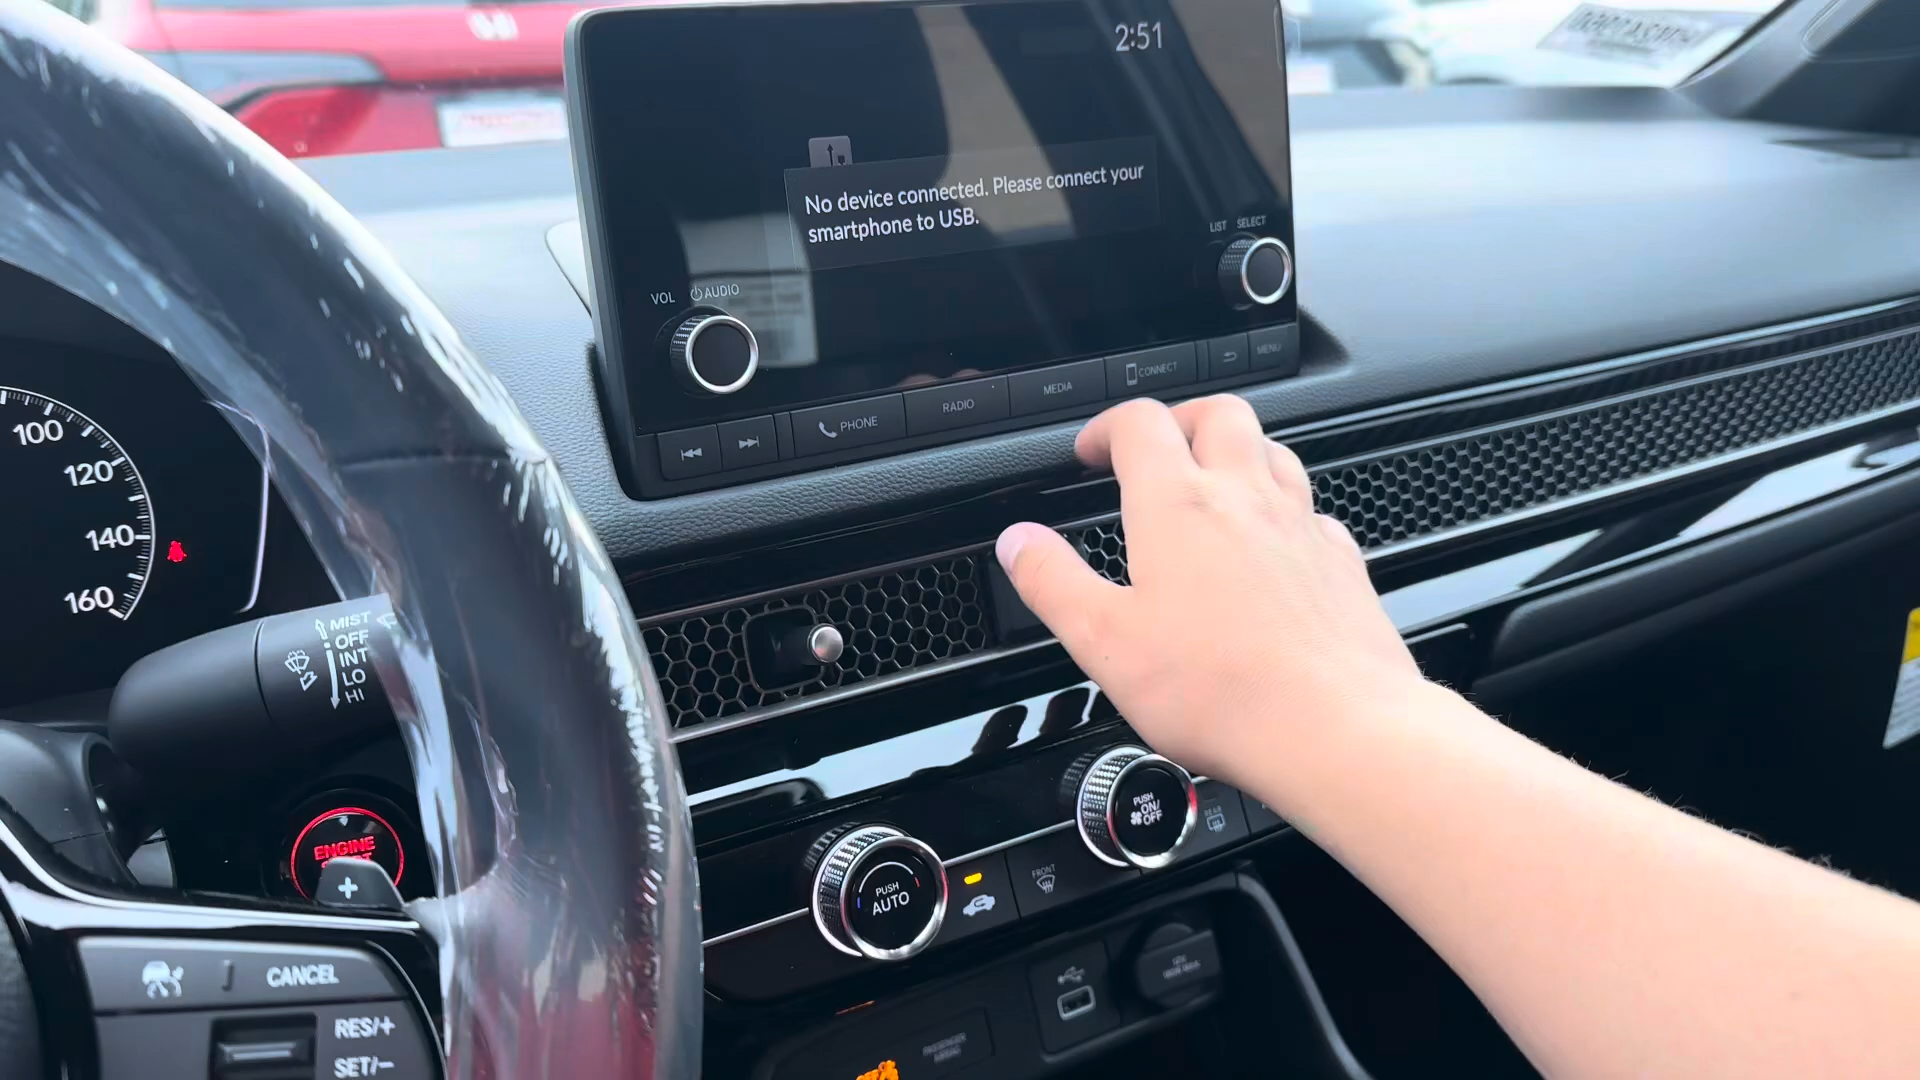 2:51
No device connected. Please connect your
smartphone to USB.
LIST SELECT
VOL AUDIO
PHONE
RADIO
MEDIA
CONNECT
MENU
100
120
140
160
MIST
OFF
INT
LO
HI
ENGINE
+
PUSH
AUTO
PUSH
ON/
OFF
FRONT
REAR
CANCEL
RES/+
SET/-
PASSENGER
AIRBAG